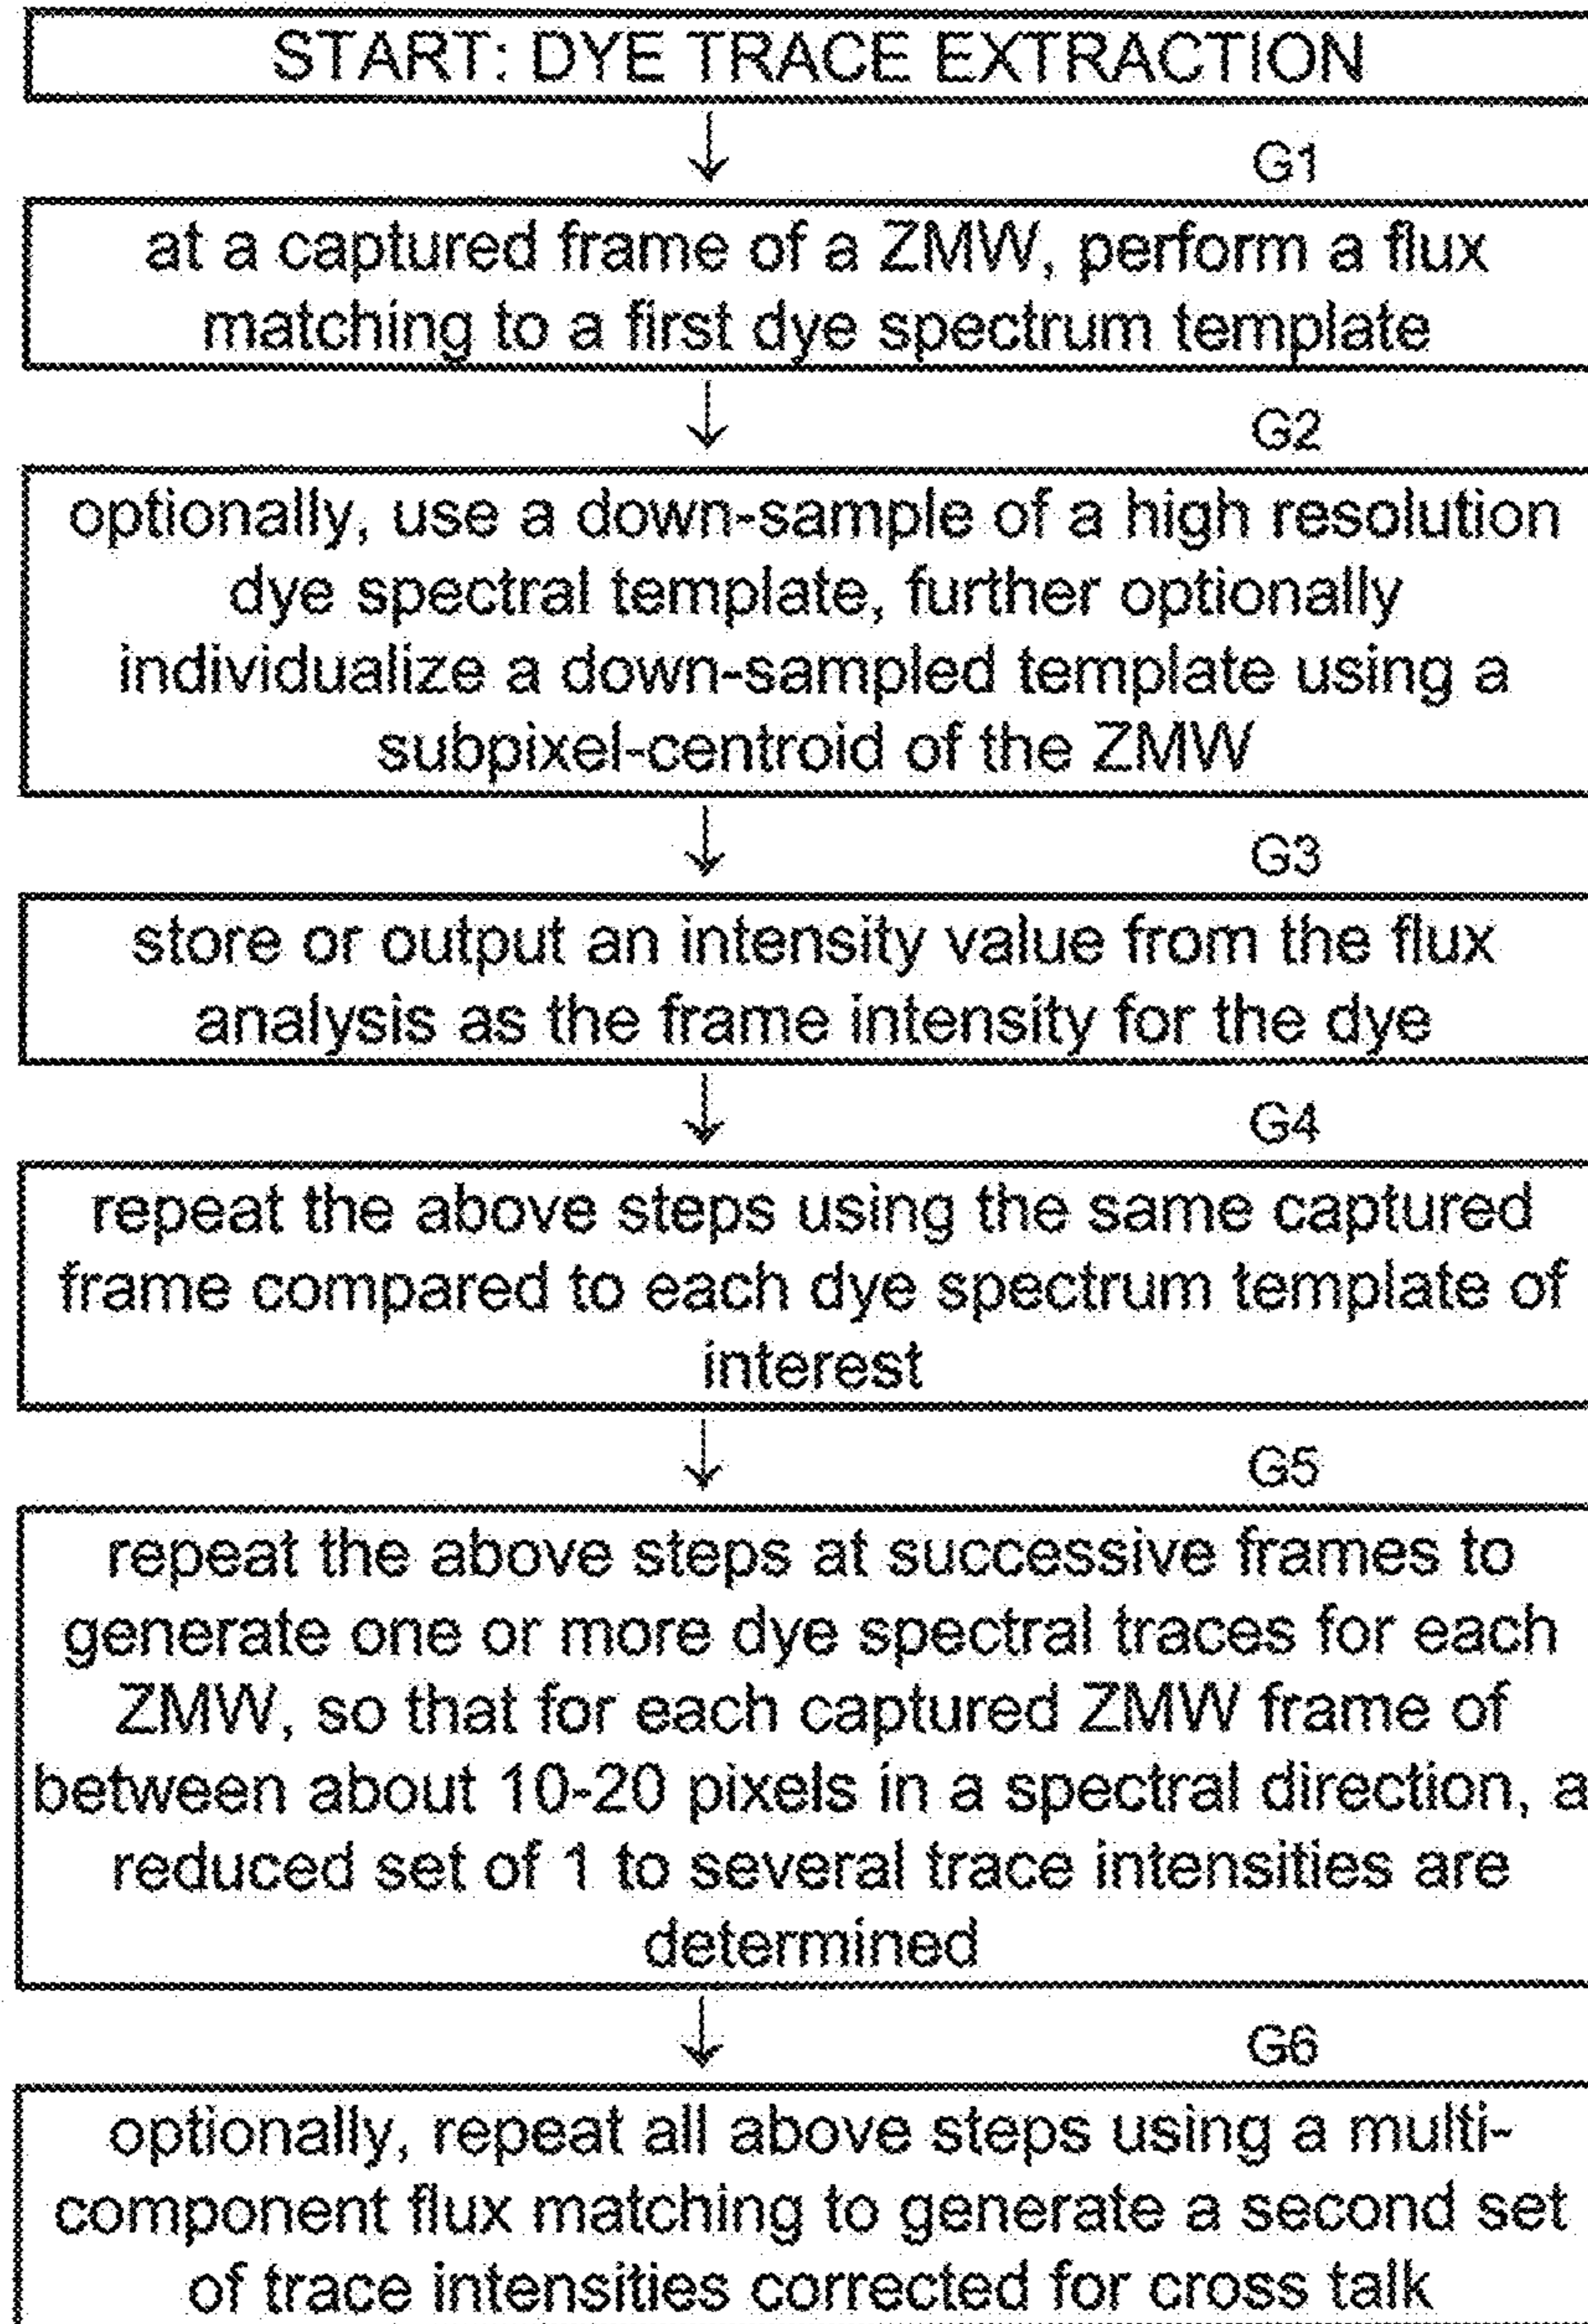 START: DYE TRACE EXTRACTION
G1
at a captured frame of a ZMW, perform a flux
matching to a first dye spectrum template
G2
optionally, use a down-sample of a high resolution
dye spectral template, further optionally
individualize a down-sampled template using a
subpixel-centroid of the ZMW
G3
store or output an intensity value from the flux
analysis as the frame intensity for the dye
G4
repeat the above steps using the same captured
frame compared to each dye spectrum template of
interest
G5
repeat the above steps at successive frames to
generate one or more dye spectral traces for each
ZMW, so that for each captured ZMW frame of
between about 10-20 pixels in a spectral direction, a
reduced set of 1 to several trace intensities are
determined
G6
optionally, repeat all above steps using a multi-
component flux matching to generate a second set
of trace intensities corrected for cross talk